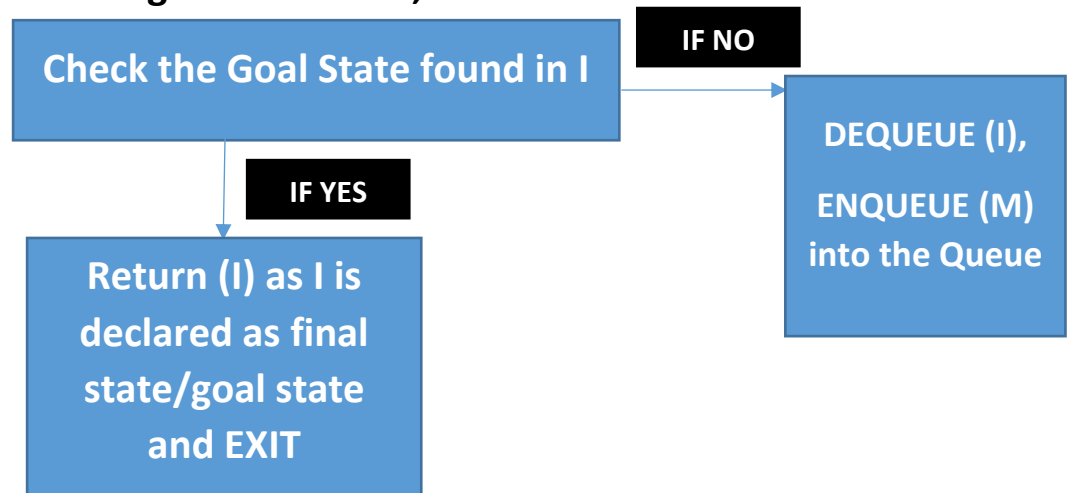 Check the Goal State found in I
IF NO
DEQUEUE (I),
ENQUEUE (M)
into the Queue
IF YES
Return (I) as I is
declared as final
state/goal state
and EXIT